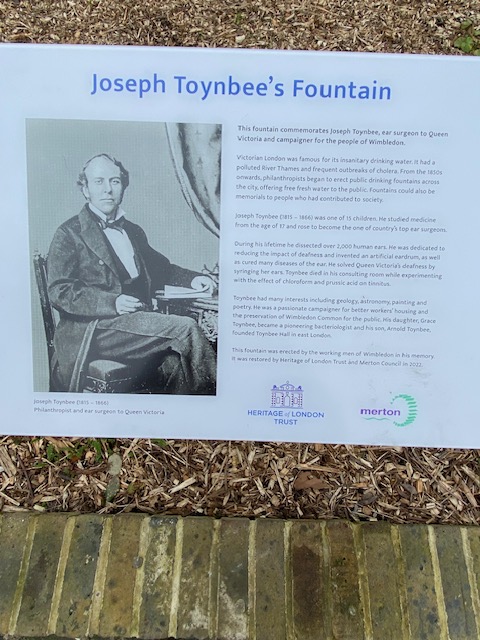 Joseph Toynbee's Fountain
This fountain commemorates Joseph Toynbee, ear surgeon to Queen
Victoria and campaigner for the people of Wimbledon.
Victorian London was famous for its insanitary drinking water. It had a
polluted River Thames and frequent outbreaks of cholera. From the 1850s
onwards, philanthropists began to erect public drinking fountains across
the city, offering free fresh water to the public. Fountains could also be
memorials to people who had contributed to society.
Joseph Toynbee (1815 – 1866) was one of 15 children. He studied medicine
from the age of 17 and rose to become the one of country's top ear surgeons.
During his lifetime he dissected over 2,000 human ears. He was dedicated to
reducing the impact of deafness and invented an artificial eardrum, as well
as cured many diseases of the ear. He solved Queen Victoria's deafness by
syringing her ears. Toynbee died in his consulting room while experimenting
with the effect of chloroform and prussic acid on tinnitus.
Toynbee had many interests including geology, astronomy, painting and
poetry. He was a passionate campaigner for better workers' housing and
the preservation of Wimbledon Common for the public. His daughter, Grace
Toynbee, became a pioneering bacteriologist and his son, Arnold Toynbee,
founded Toynbee Hall in east London.
This fountain was erected by the working men of Wimbledon in his memory.
It was restored by Heritage of London Trust and Merton Council in 2022.
Joseph Toynbee (1815 – 1866)
Philanthropist and ear surgeon to Queen Victoria
HERITAGE of LONDON
TRUST
merton